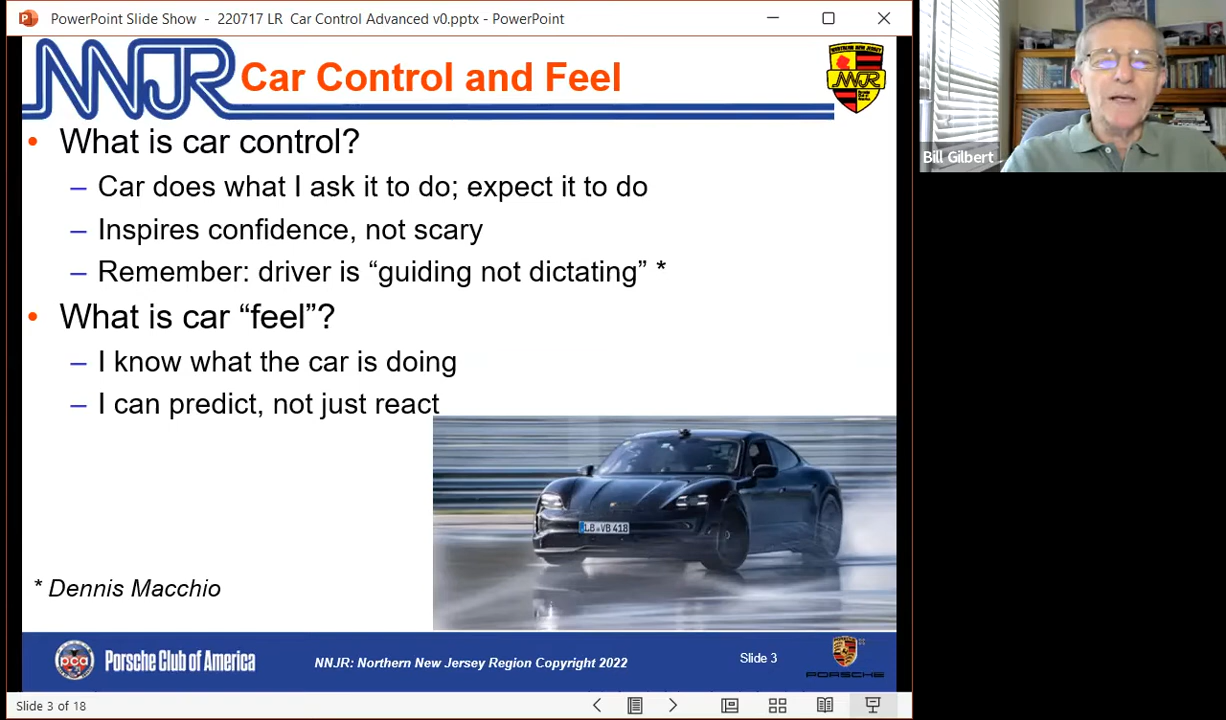 PowerPoint Slide Show - 220717 LR Car Control Advanced v0.pptx - PowerPoint
NNJR Car Control and Feel
NNJR
• What is car control?
– Car does what I ask it to do; expect it to do
– Inspires confidence, not scary
– Remember: driver is “guiding not dictating” *
• What is car “feel”?
– I know what the car is doing
– I can predict, not just react
LB VB 418
* Dennis Macchio
pca Porsche Club of America
NNJR: Northern New Jersey Region Copyright 2022
Slide 3
PORSCHE
Slide 3 of 18
Bill Gilbert